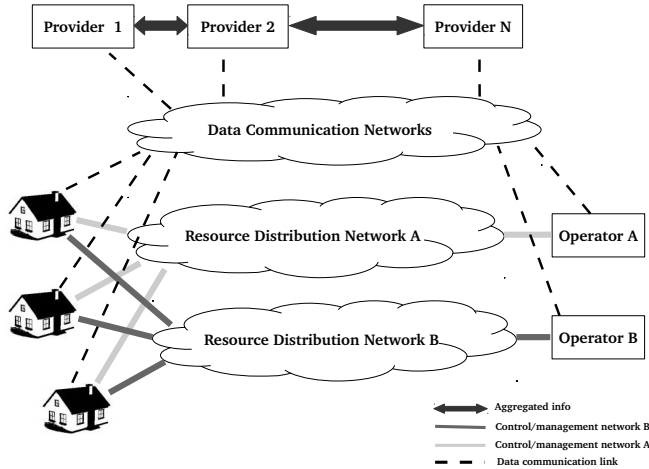 Provider 1
Provider 2
Provider N
Data Communication Networks
Resource Distribution Network A
Operator A
Resource Distribution Network B
Operator B
Aggregated info
Control/management network B
Control/management network A
Data communication link